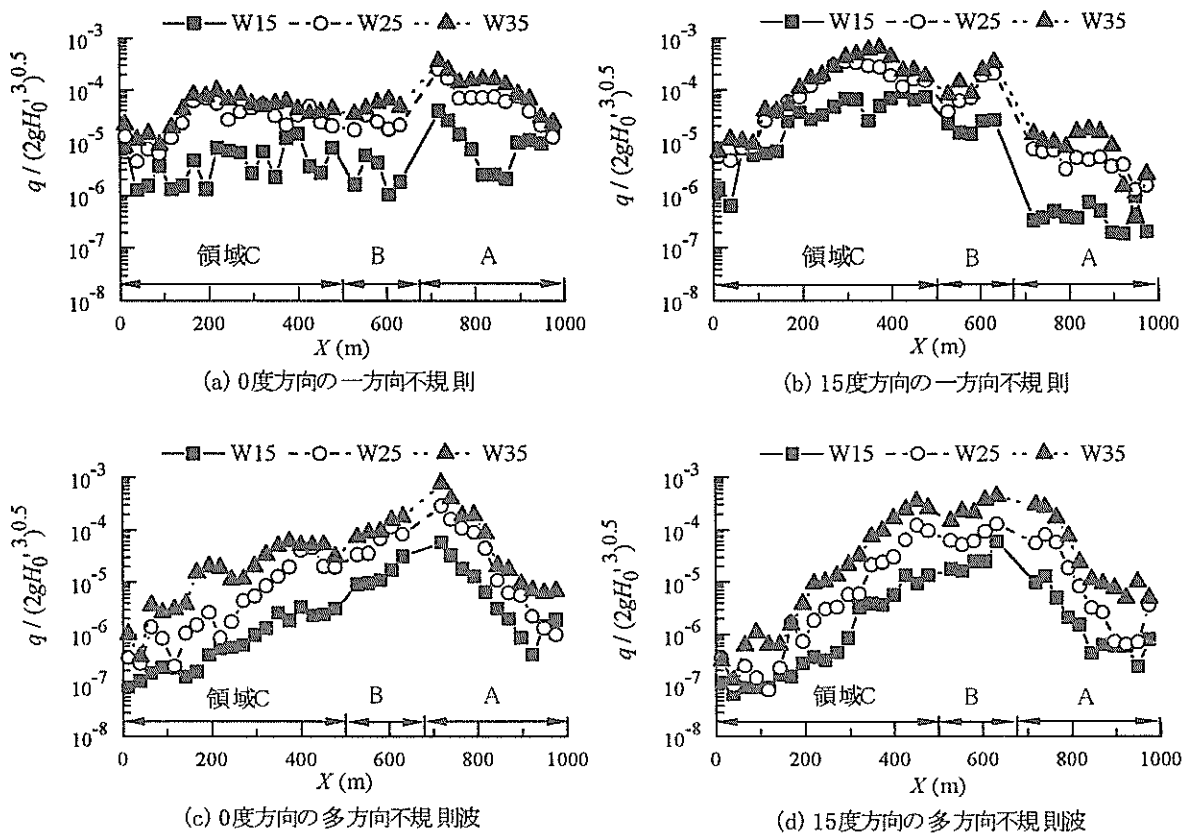 W15 W25 W35
W15 W25 W35
q / (2gH₀'³)⁰·⁵
10⁻³
10⁻⁴
10⁻⁵
10⁻⁶
10⁻⁷
10⁻⁸
領域C B A
0 200 400 600 800 1000
X (m)
(a) 0度方向の一方向不規則
q / (2gH₀'³)⁰·⁵
10⁻³
10⁻⁴
10⁻⁵
10⁻⁶
10⁻⁷
10⁻⁸
領域C B A
0 200 400 600 800 1000
X (m)
(b) 15度方向の一方向不規則
W15 W25 W35
W15 W25 W35
q / (2gH₀'³)⁰·⁵
10⁻³
10⁻⁴
10⁻⁵
10⁻⁶
10⁻⁷
10⁻⁸
領域C B A
0 200 400 600 800 1000
X (m)
(c) 0度方向の多方向不規則波
q / (2gH₀'³)⁰·⁵
10⁻³
10⁻⁴
10⁻⁵
10⁻⁶
10⁻⁷
10⁻⁸
領域C B A
0 200 400 600 800 1000
X (m)
(d) 15度方向の多方向不規則波